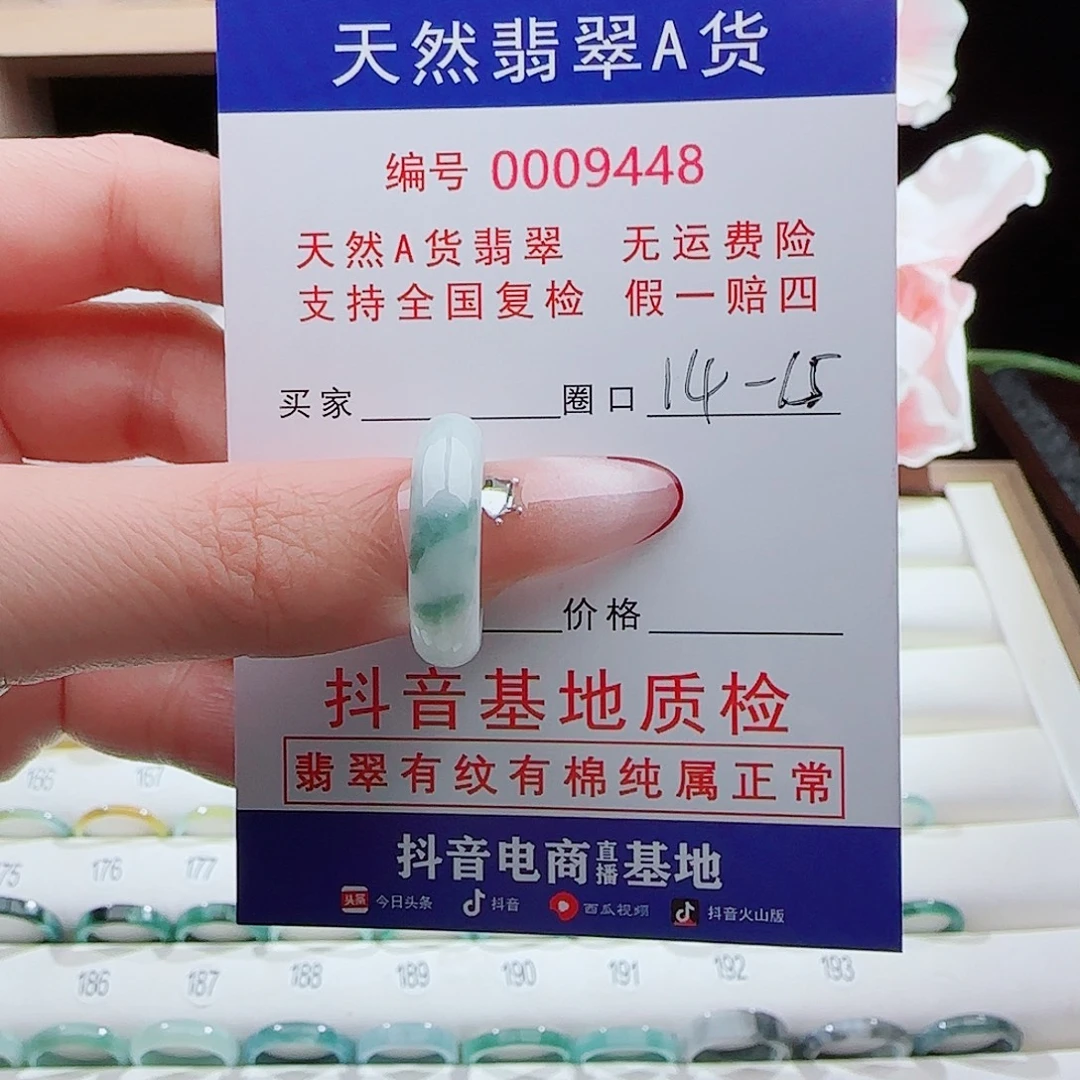 天然翡翠A货
编号 0009448
天然A货翡翠 无运费险
支持全国复检 假一赔四
买家 圈口 14-15
价格
抖音基地质检
翡翠有纹有棉纯属正常
抖音电商直播基地
头条 今日头条 抖音 西瓜视频 抖音火山版
166 167
175 176 177
186 187 188 189 190 191 192 193